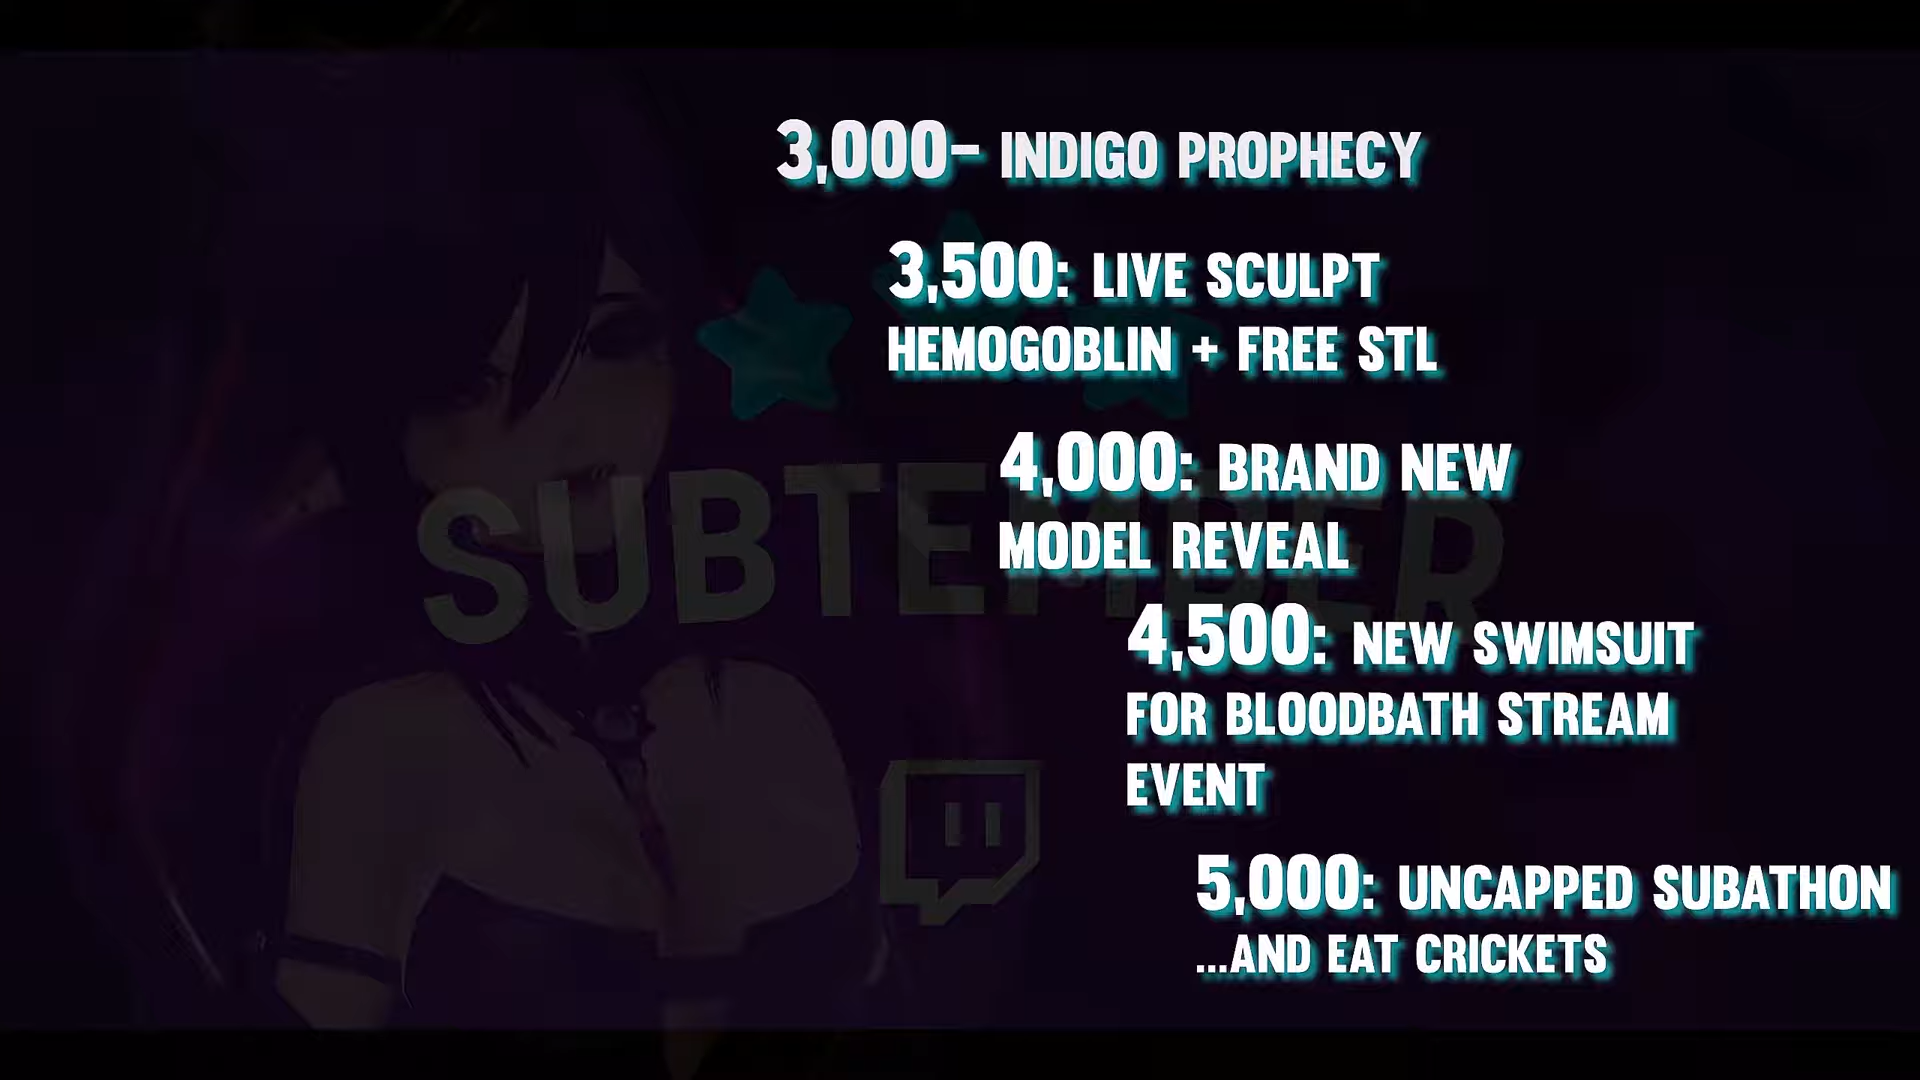 3,000- INDIGO PROPHECY
3,500: LIVE SCULPT
HEMOGOBLIN + FREE STL
4,000: BRAND NEW
MODEL REVEAL
SUBTEMBER
4,500: NEW SWIMSUIT
FOR BLOODBATH STREAM
EVENT
5,000: UNCAPPED SUBATHON
...AND EAT CRICKETS